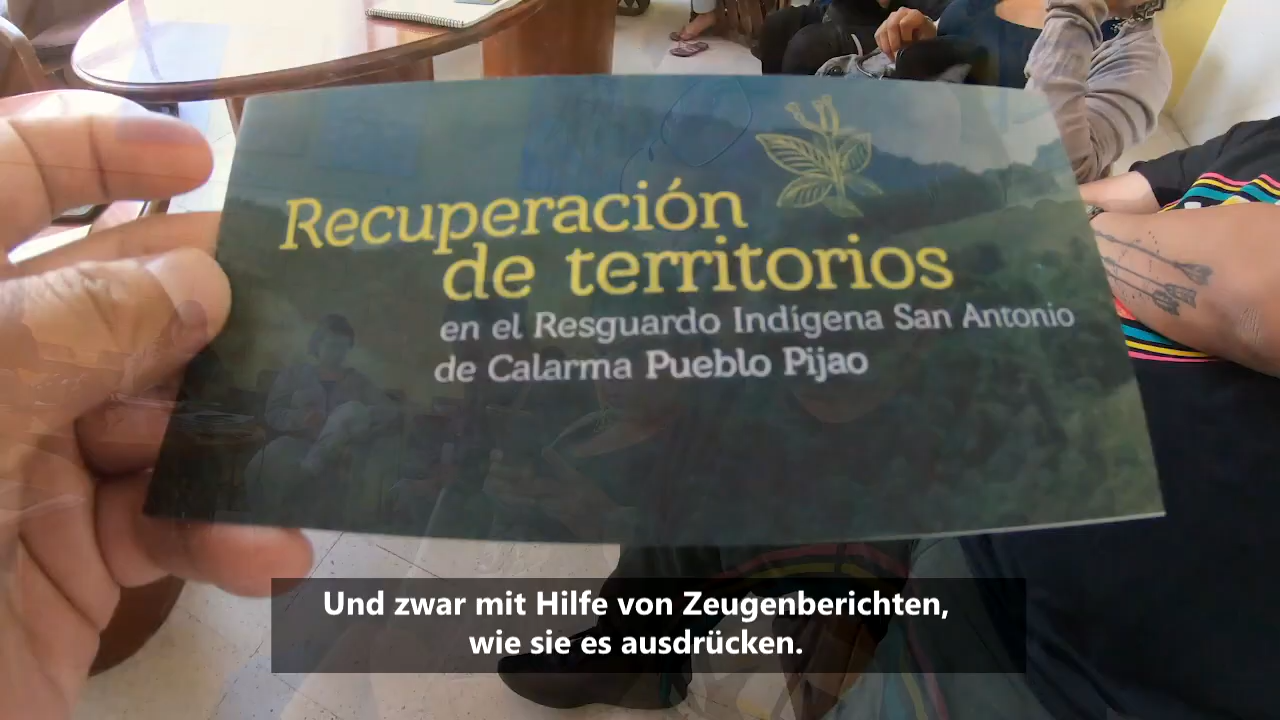 Recuperación
de territorios
en el Resguardo Indígena San Antonio
de Calarma Pueblo Pijao
Und zwar mit Hilfe von Zeugenberichten,
wie sie es ausdrücken.